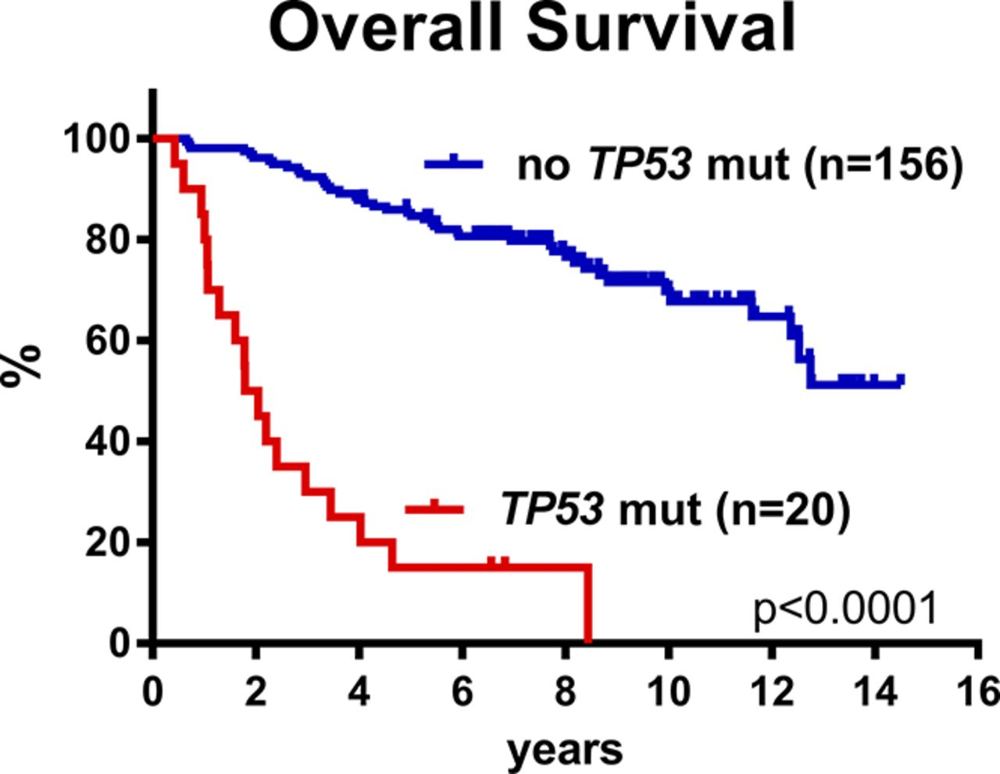 Overall Survival
100
80
60
40
20
0
%
no TP53 mut (n=156)
TP53 mut (n=20)
p<0.0001
0 2 4 6 8 10 12 14 16
years